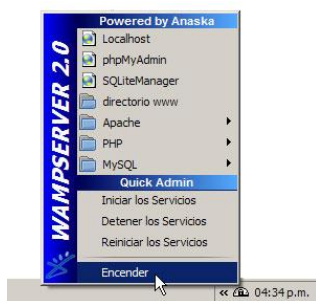 WAMPSERVER 2.0
Powered by Anaska
Localhost
phpMyAdmin
SQLiteManager
directorio www
Apache
PHP
MySQL
Quick Admin
Iniciar los Servicios
Detener los Servicios
Reiniciar los Servicios
Encender
« 04:34 p.m.